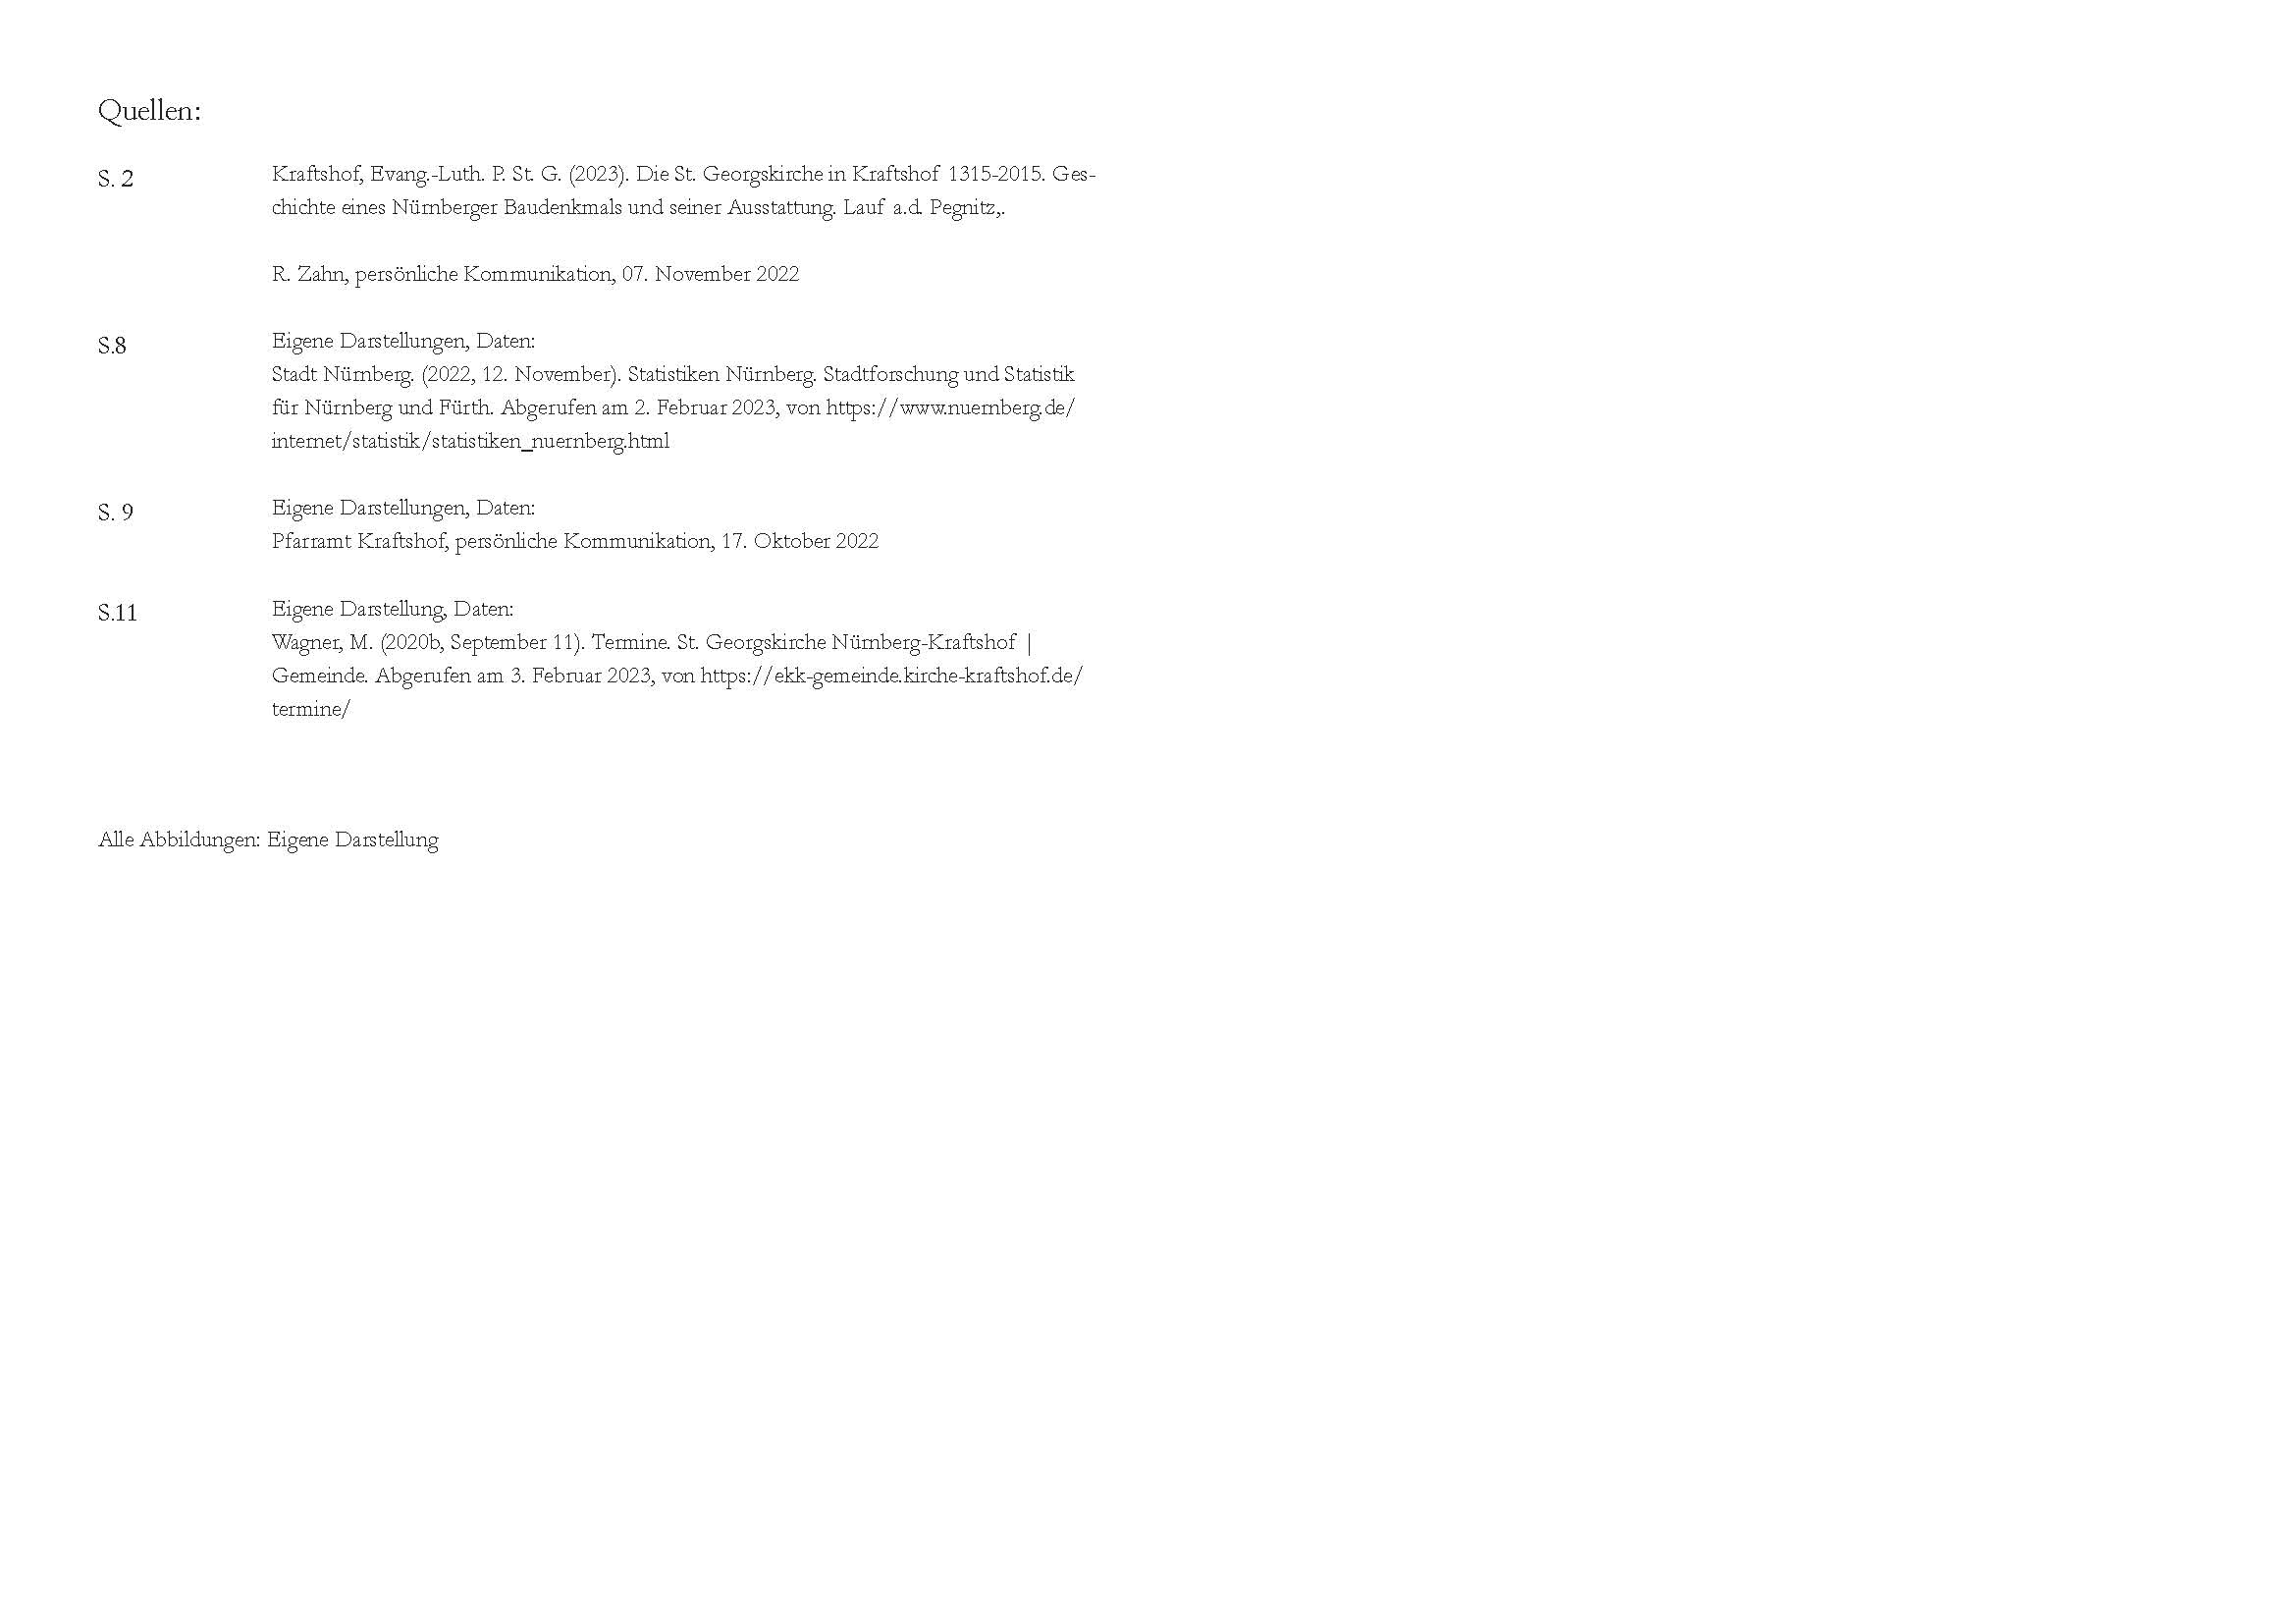 Quellen:
S. 2
Kraftshof, Evang.-Luth. P. St. G. (2023). Die St. Georgskirche in Kraftshof 1315-2015. Ges-
chichte eines Nürnberger Baudenkmals und seiner Ausstattung. Lauf a.d. Pegnitz,.
R. Zahn, persönliche Kommunikation, 07. November 2022
S.8
Eigene Darstellungen, Daten:
Stadt Nürnberg. (2022, 12. November). Statistiken Nürnberg. Stadtforschung und Statistik
für Nürnberg und Fürth. Abgerufen am 2. Februar 2023, von https://www.nuernberg.de/
internet/statistik/statistiken_nuernberg.html
S. 9
Eigene Darstellungen, Daten:
Pfarramt Kraftshof, persönliche Kommunikation, 17. Oktober 2022
S.11
Eigene Darstellung, Daten:
Wagner, M. (2020b, September 11). Termine. St. Georgskirche Nürnberg-Kraftshof |
Gemeinde. Abgerufen am 3. Februar 2023, von https://ekk-gemeinde.kirche-kraftshof.de/
termine/
Alle Abbildungen: Eigene Darstellung